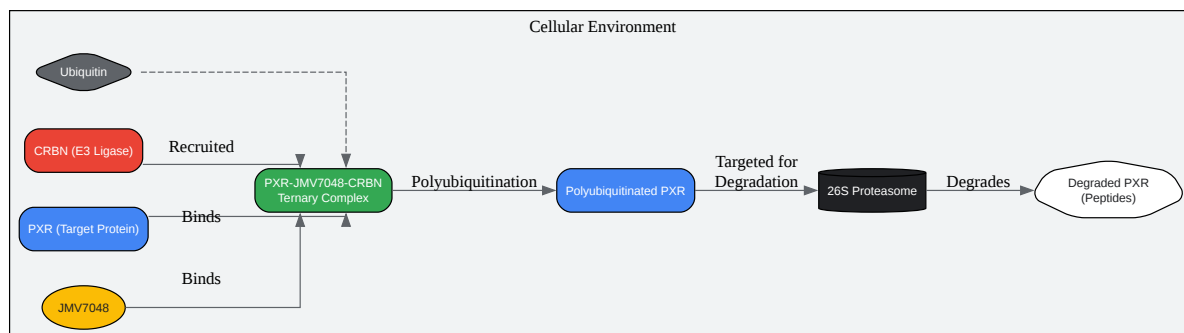 Cellular Environment
Ubiquitin
CRBN (E3 Ligase)
Recruited
PXR (Target Protein)
Binds
JMV7048
Binds
PXR-JMV7048-CRBN
Ternary Complex
Polyubiquitination
Polyubiquitinated PXR
Targeted for
Degradation
26S Proteasome
Degrades
Degraded PXR
(Peptides)